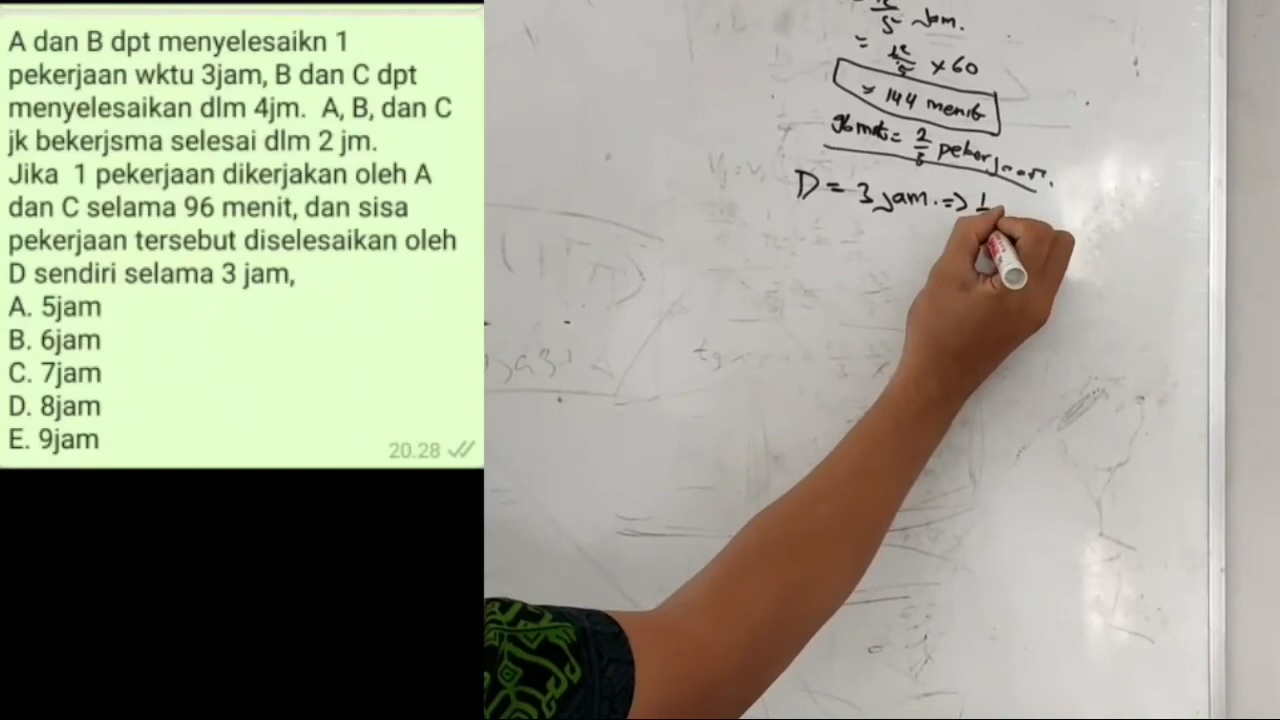 A dan B dpt menyelesaikn 1
pekerjaan wktu 3jam, B dan C dpt
menyelesaikan dlm 4jm. A, B, dan C
jk bekerjsma selesai dlm 2 jm.
Jika 1 pekerjaan dikerjakan oleh A
dan C selama 96 menit, dan sisa
pekerjaan tersebut diselesaikan oleh
D sendiri selama 3 jam,
A. 5jam
B. 6jam
C. 7jam
D. 8jam
E. 9jam
20.28
5 Jam.
= 12/5 × 60
= 144 menit
96 mnt = 2/3 pekerjaan.
D = 3 jam. => 1